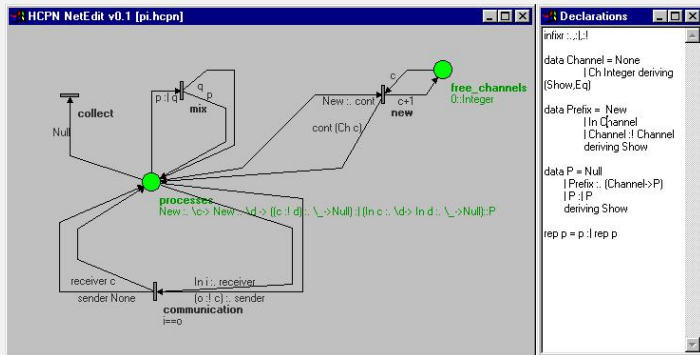 HCPN NetEdit v0.1 [pi.hcpn]
collect
Null
p :| q
q
p
mix
New :. cont
cont (Ch c)
c
c+1
new
free_channels
0::Integer
processes
New :. \c-> New :. \d -> ((c :! d) :. \_->Null) :| (In c :. \d-> In d :. \_->Null)::P
receiver c
sender None
In i :. receiver
(o :! c) :. sender
communication
i==o
Declarations
infixr :.,:|,:!
data Channel = None
| Ch Integer deriving
(Show,Eq)
data Prefix = New
| In Channel
| Channel :! Channel
deriving Show
data P = Null
| Prefix :. (Channel->P)
| P :| P
deriving Show
rep p = p :| rep p